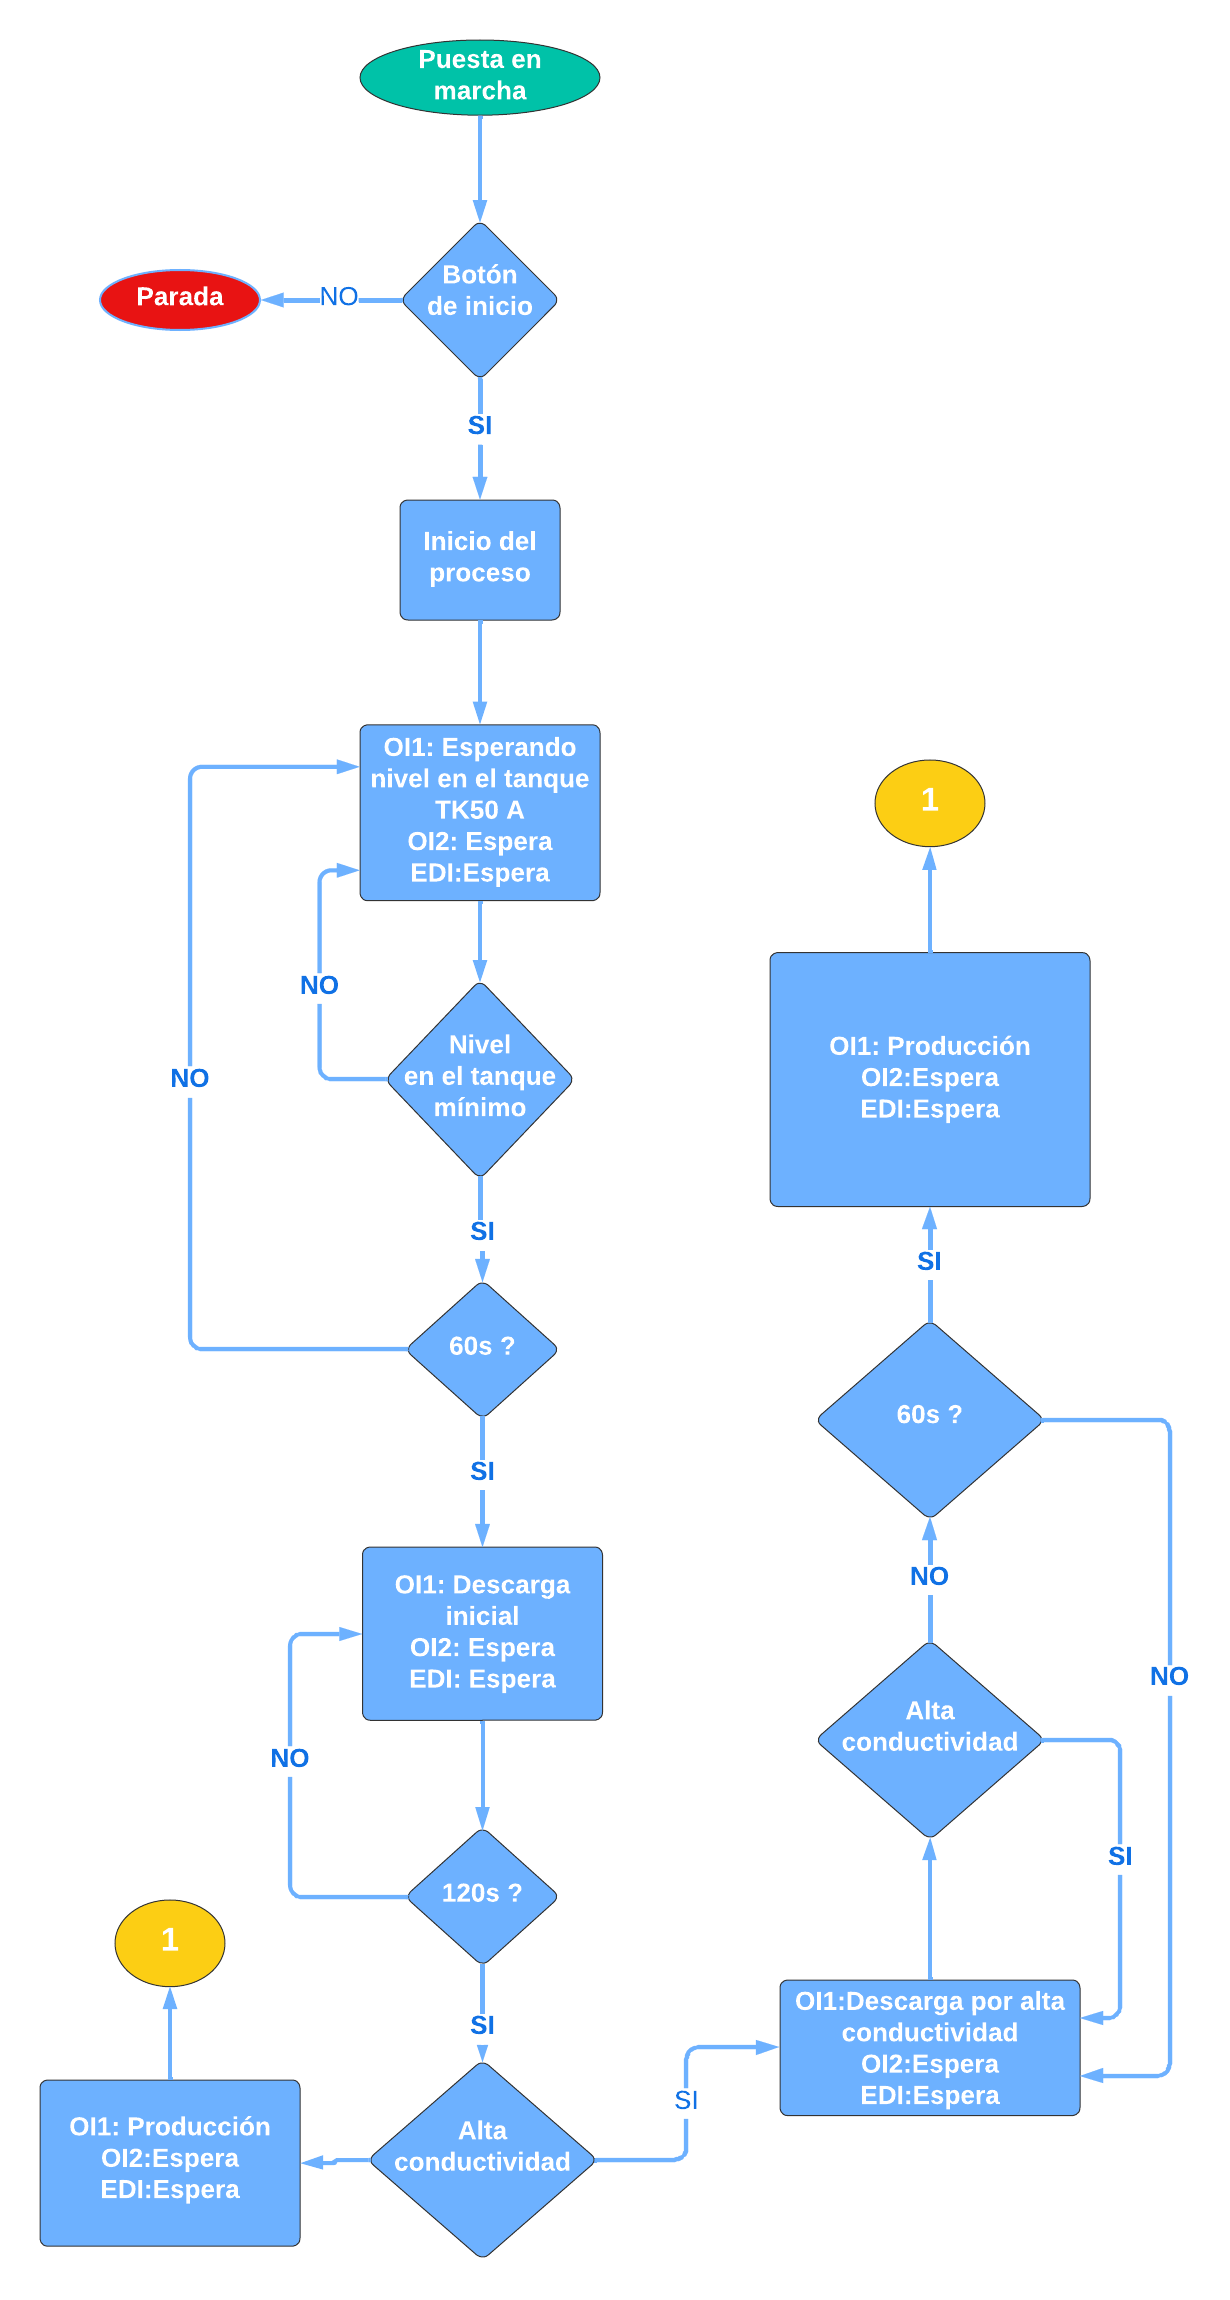 Puesta en
marcha
Botón
de inicio
NO
Parada
SI
Inicio del
proceso
OI1: Esperando
nivel en el tanque
TK50 A
OI2: Espera
EDI:Espera
NO
Nivel
en el tanque
mínimo
NO
SI
60s ?
SI
OI1: Descarga
inicial
OI2: Espera
EDI: Espera
NO
120s ?
SI
Alta
conductividad
OI1: Producción
OI2:Espera
EDI:Espera
1
SI
OI1:Descarga por alta
conductividad
OI2:Espera
EDI:Espera
Alta
conductividad
SI
NO
60s ?
NO
SI
OI1: Producción
OI2:Espera
EDI:Espera
1